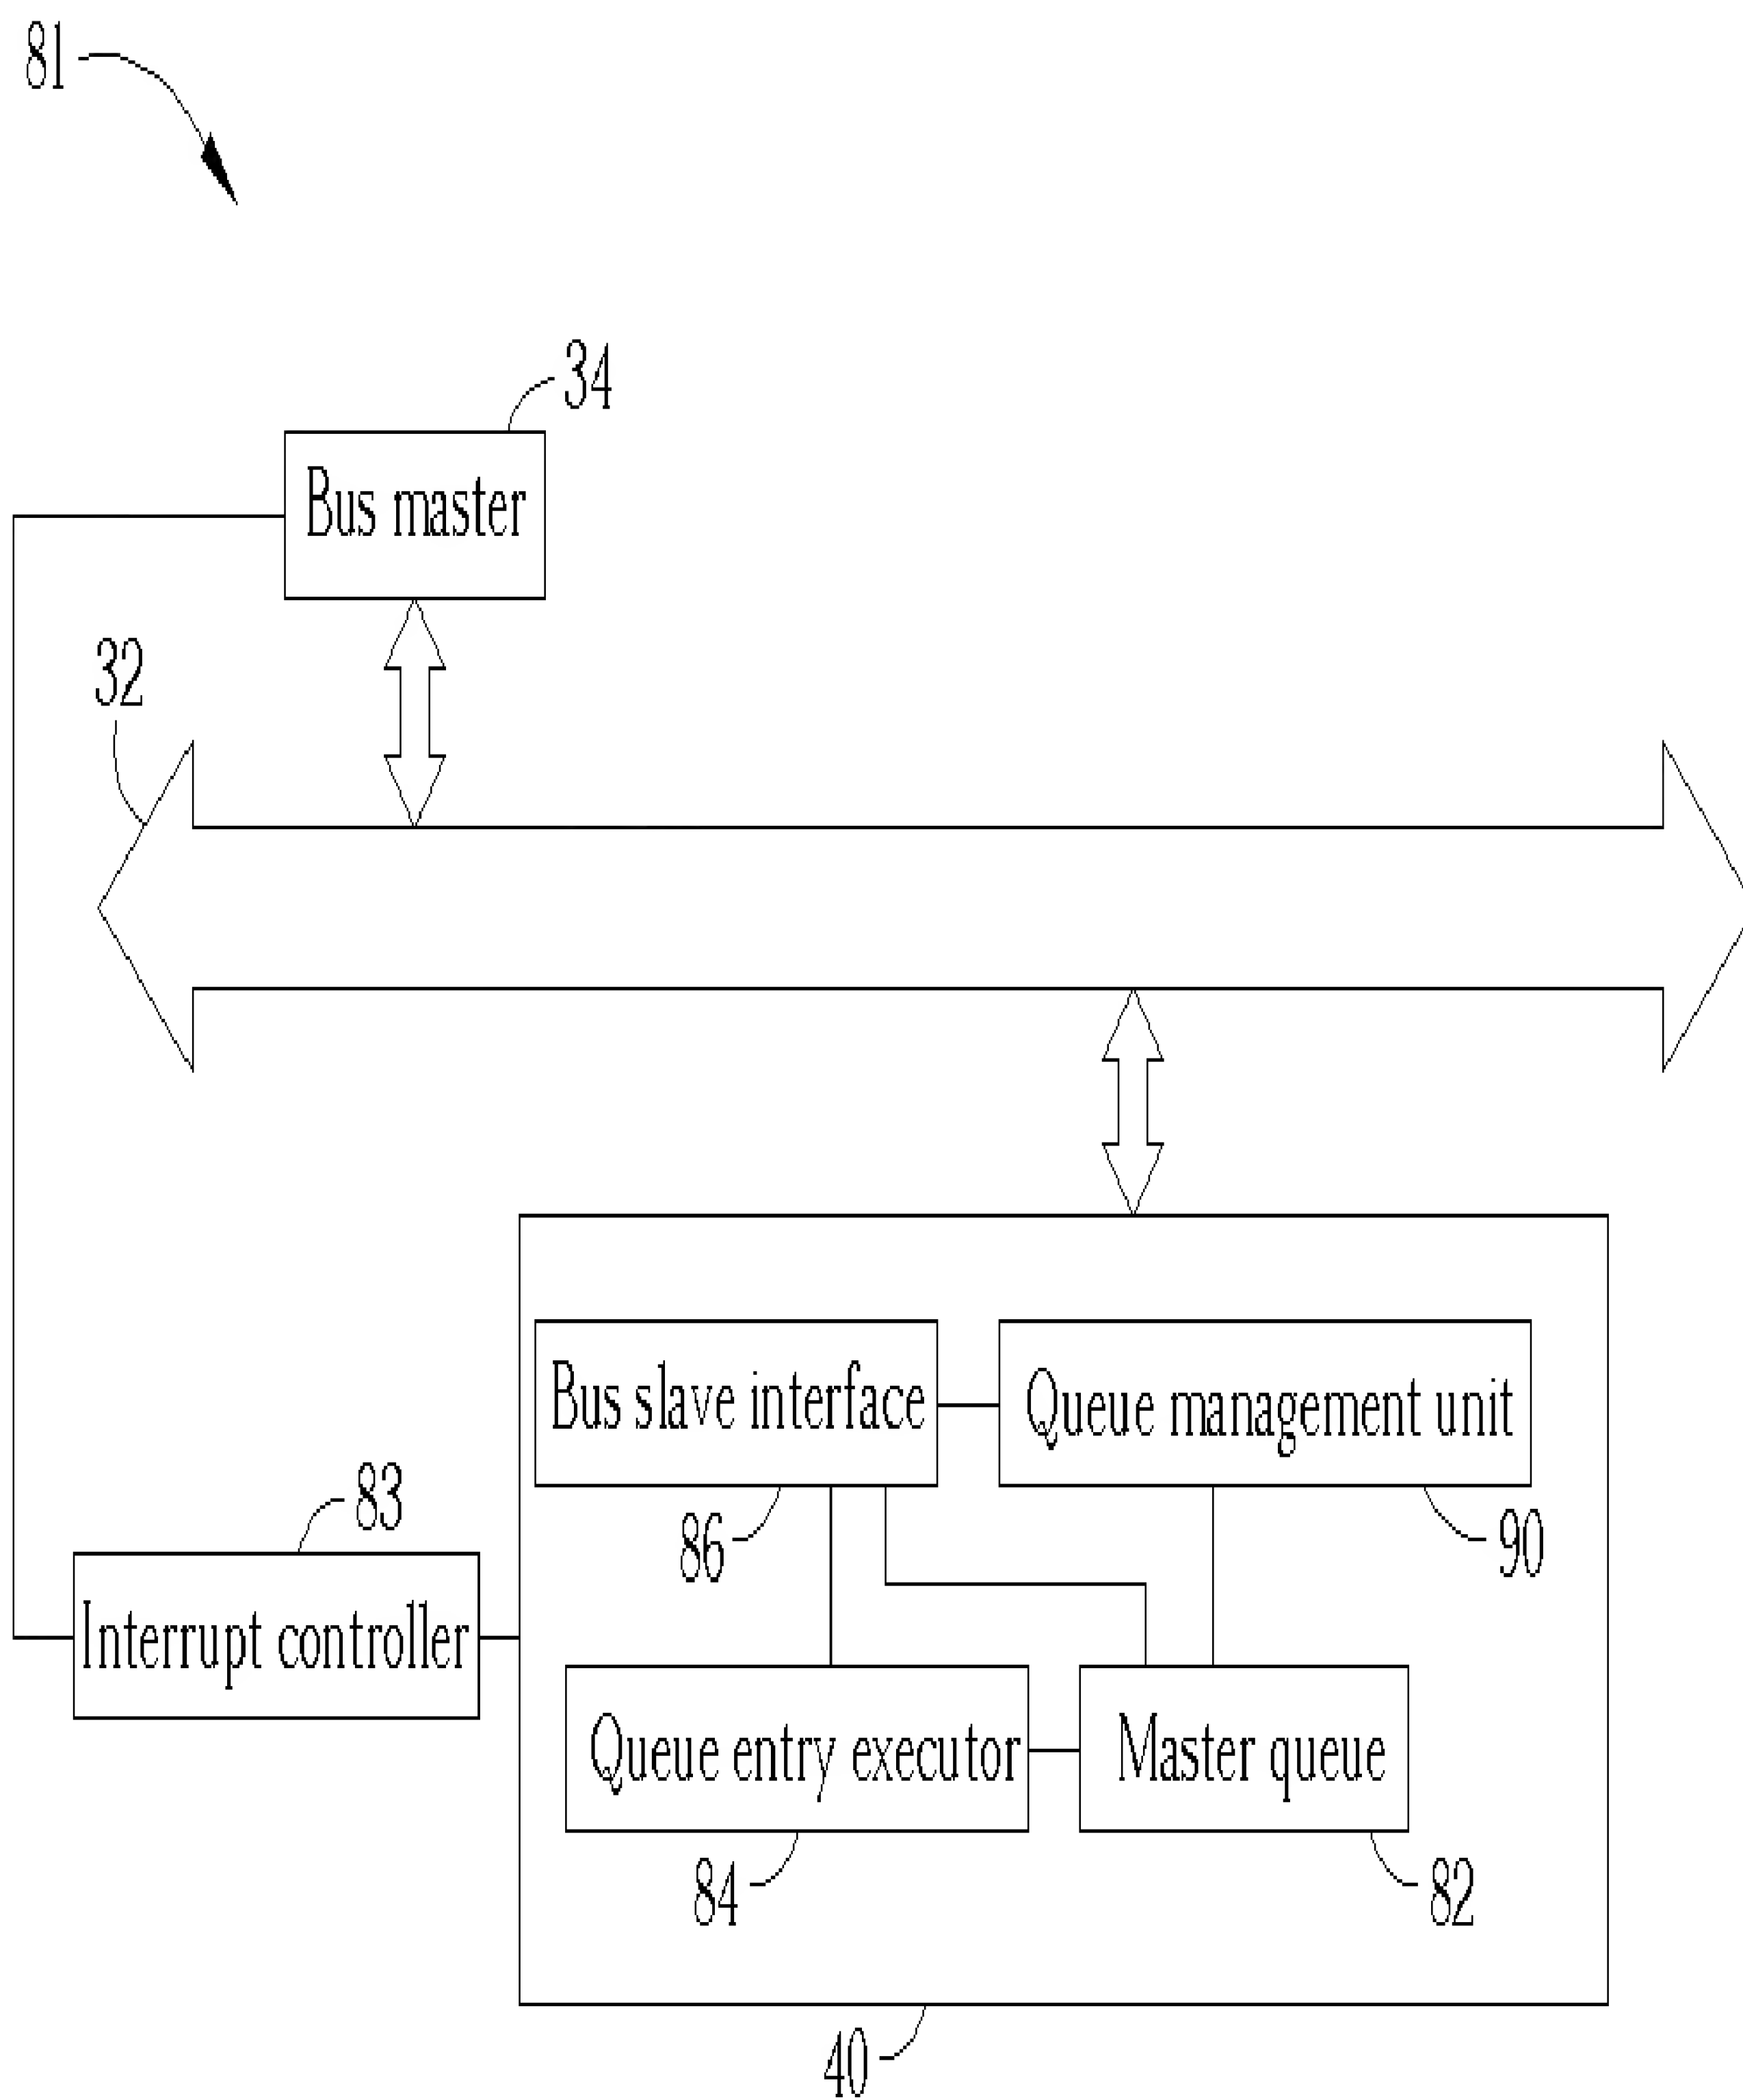 81
34
Bus master
32
Bus slave interface
Queue management unit
83
86
90
Interrupt controller
Queue entry executor
Master queue
84
82
40